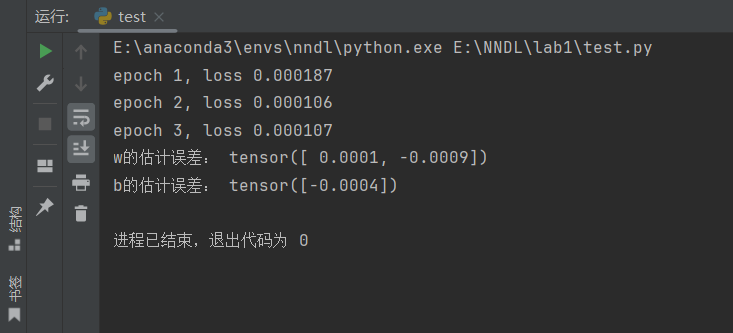 运行: test
E:\anaconda3\envs\nndl\python.exe E:\NNDL\lab1\test.py
epoch 1, loss 0.000187
epoch 2, loss 0.000106
epoch 3, loss 0.000107
w的估计误差： tensor([ 0.0001, -0.0009])
b的估计误差： tensor([-0.0004])
进程已结束，退出代码为 0
结构
书签